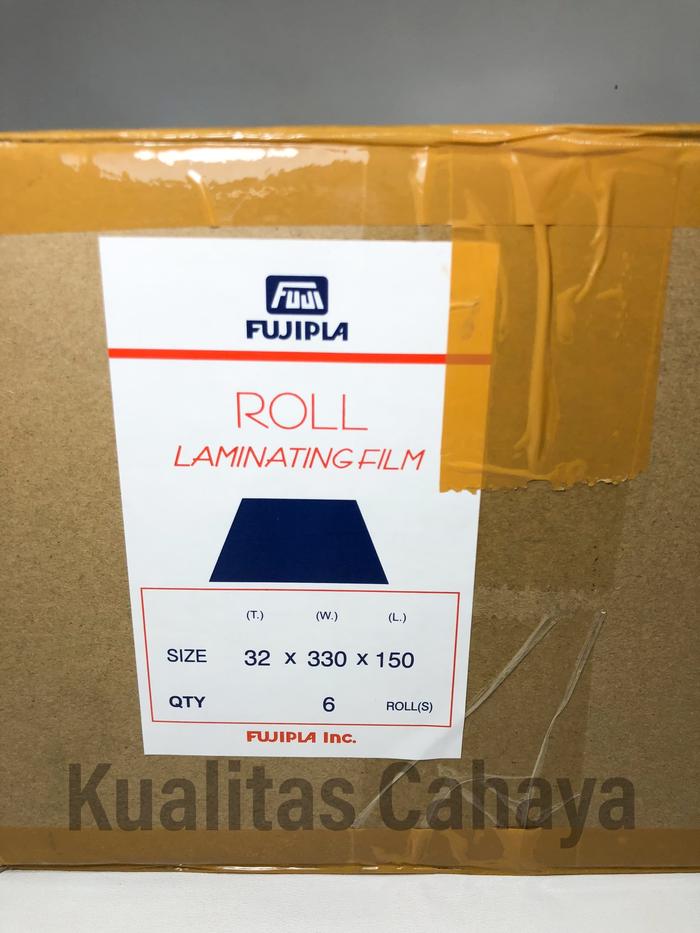 FUJI
FUJIPLA
ROLL
LAMINATING FILM
(T.) (W.) (L.)
SIZE 32 x 330 x 150
QTY 6 ROLL(S)
FUJIPLA Inc.
Kualitas Cahaya